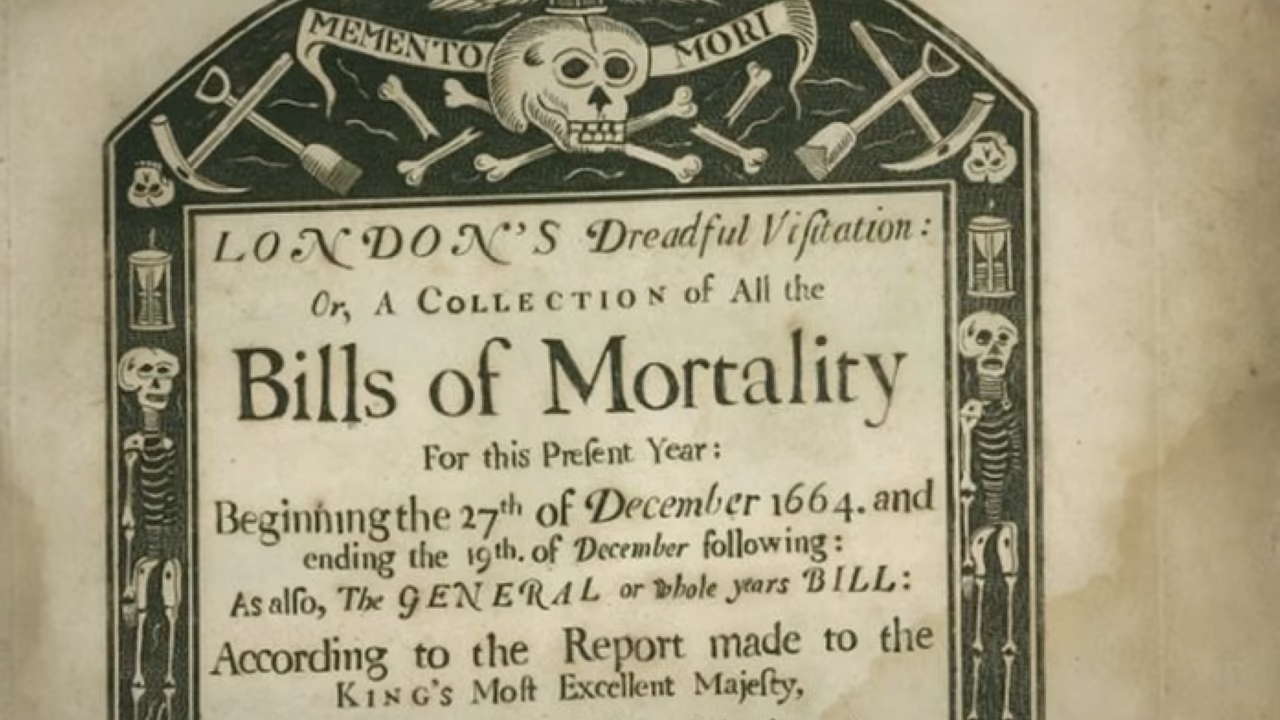 MEMENTO MORI
LONDON'S Dreadful Viſitation:
Or, A COLLECTION of All the
Bills of Mortality
For this Preſent Year:
Beginning the 27th of December 1664. and
ending the 19th. of December following:
As alſo, The GENERAL or whole years BILL:
According to the Report made to the
KING'S Moſt Excellent Majeſty,